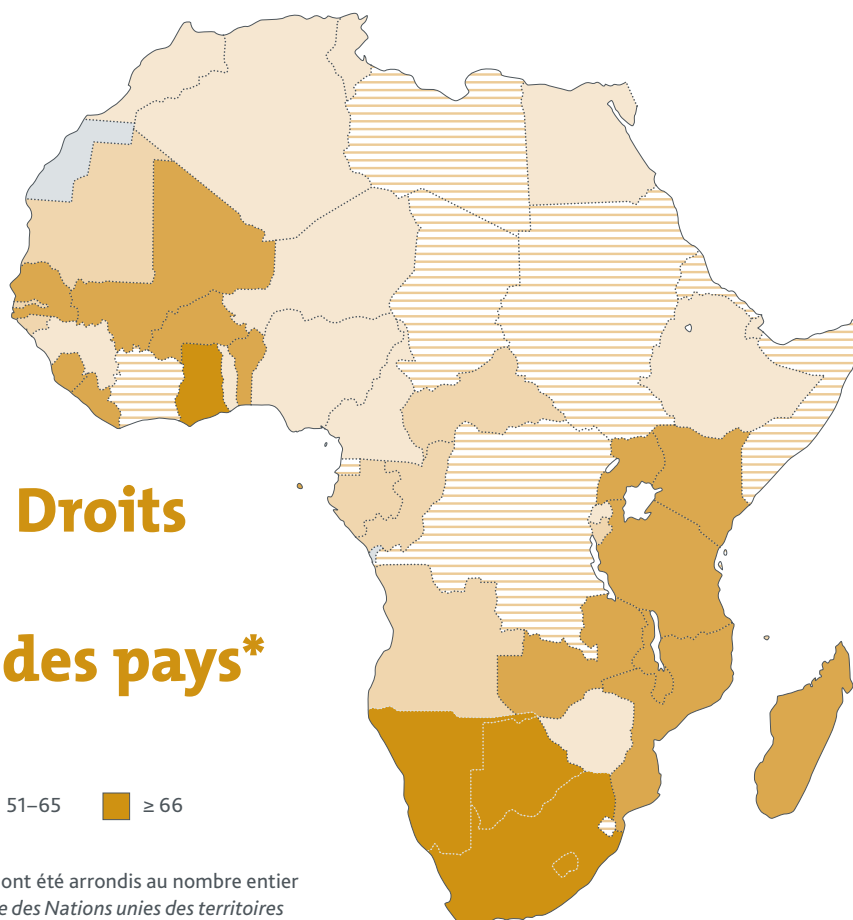 Droits
des pays*
51–65 ≥ 66
ont été arrondis au nombre entier
e des Nations unies des territoires